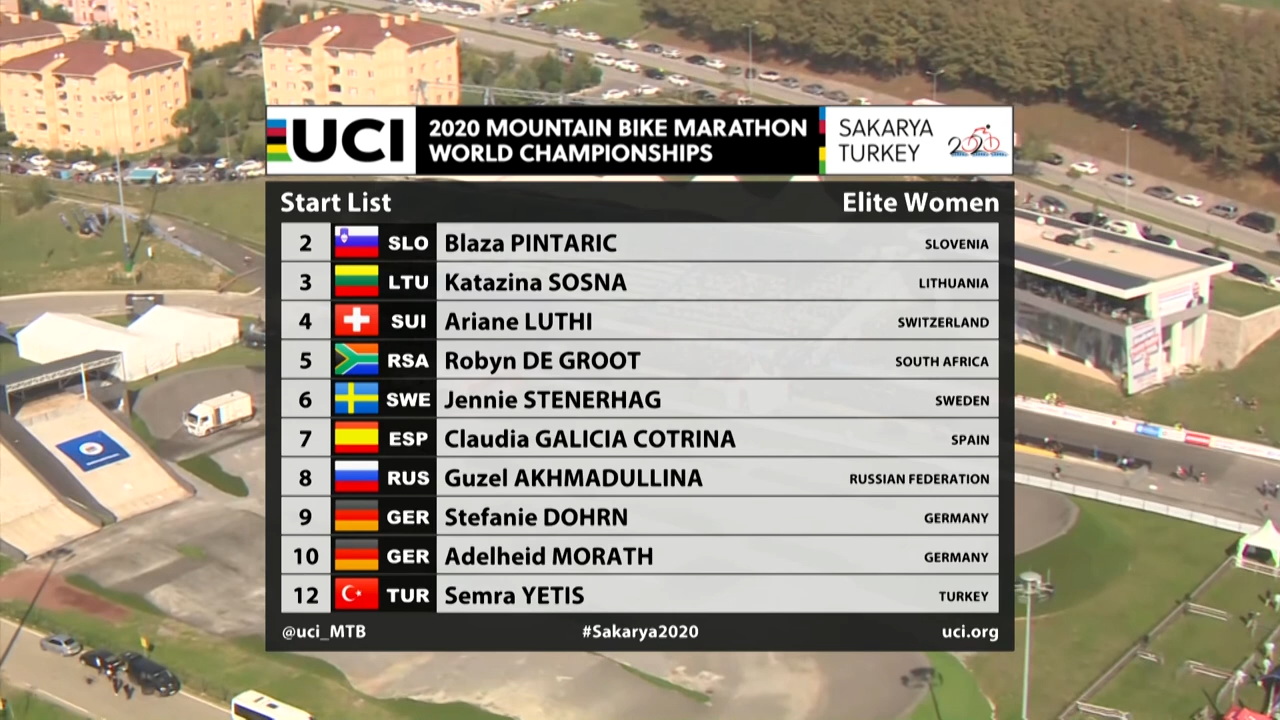 UCI
2020 MOUNTAIN BIKE MARATHON
WORLD CHAMPIONSHIPS
SAKARYA
TURKEY
Start List Elite Women
2 SLO Blaza PINTARIC SLOVENIA
3 LTU Katazina SOSNA LITHUANIA
4 SUI Ariane LUTHI SWITZERLAND
5 RSA Robyn DE GROOT SOUTH AFRICA
6 SWE Jennie STENERHAG SWEDEN
7 ESP Claudia GALICIA COTRINA SPAIN
8 RUS Guzel AKHMADULLINA RUSSIAN FEDERATION
9 GER Stefanie DOHRN GERMANY
10 GER Adelheid MORATH GERMANY
12 TUR Semra YETIS TURKEY
@uci_MTB #Sakarya2020 uci.org